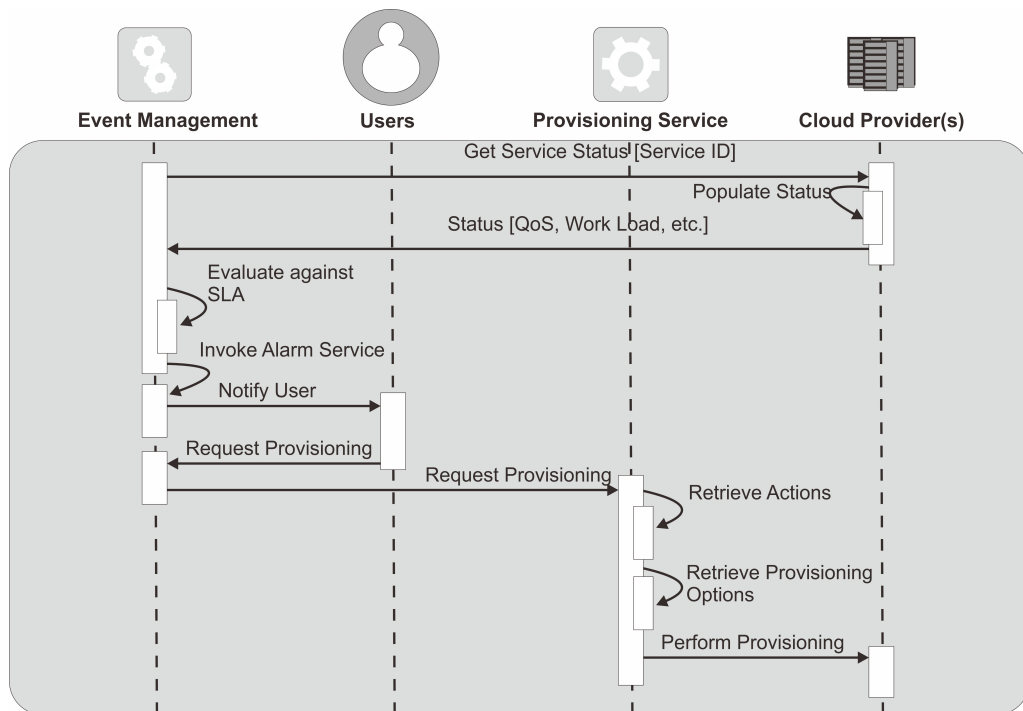 Event Management
Users
Provisioning Service
Cloud Provider(s)
Get Service Status [Service ID]
Populate Status
Status [QoS, Work Load, etc.]
Evaluate against
SLA
Invoke Alarm Service
Notify User
Request Provisioning
Request Provisioning
Retrieve Actions
Retrieve Provisioning
Options
Perform Provisioning